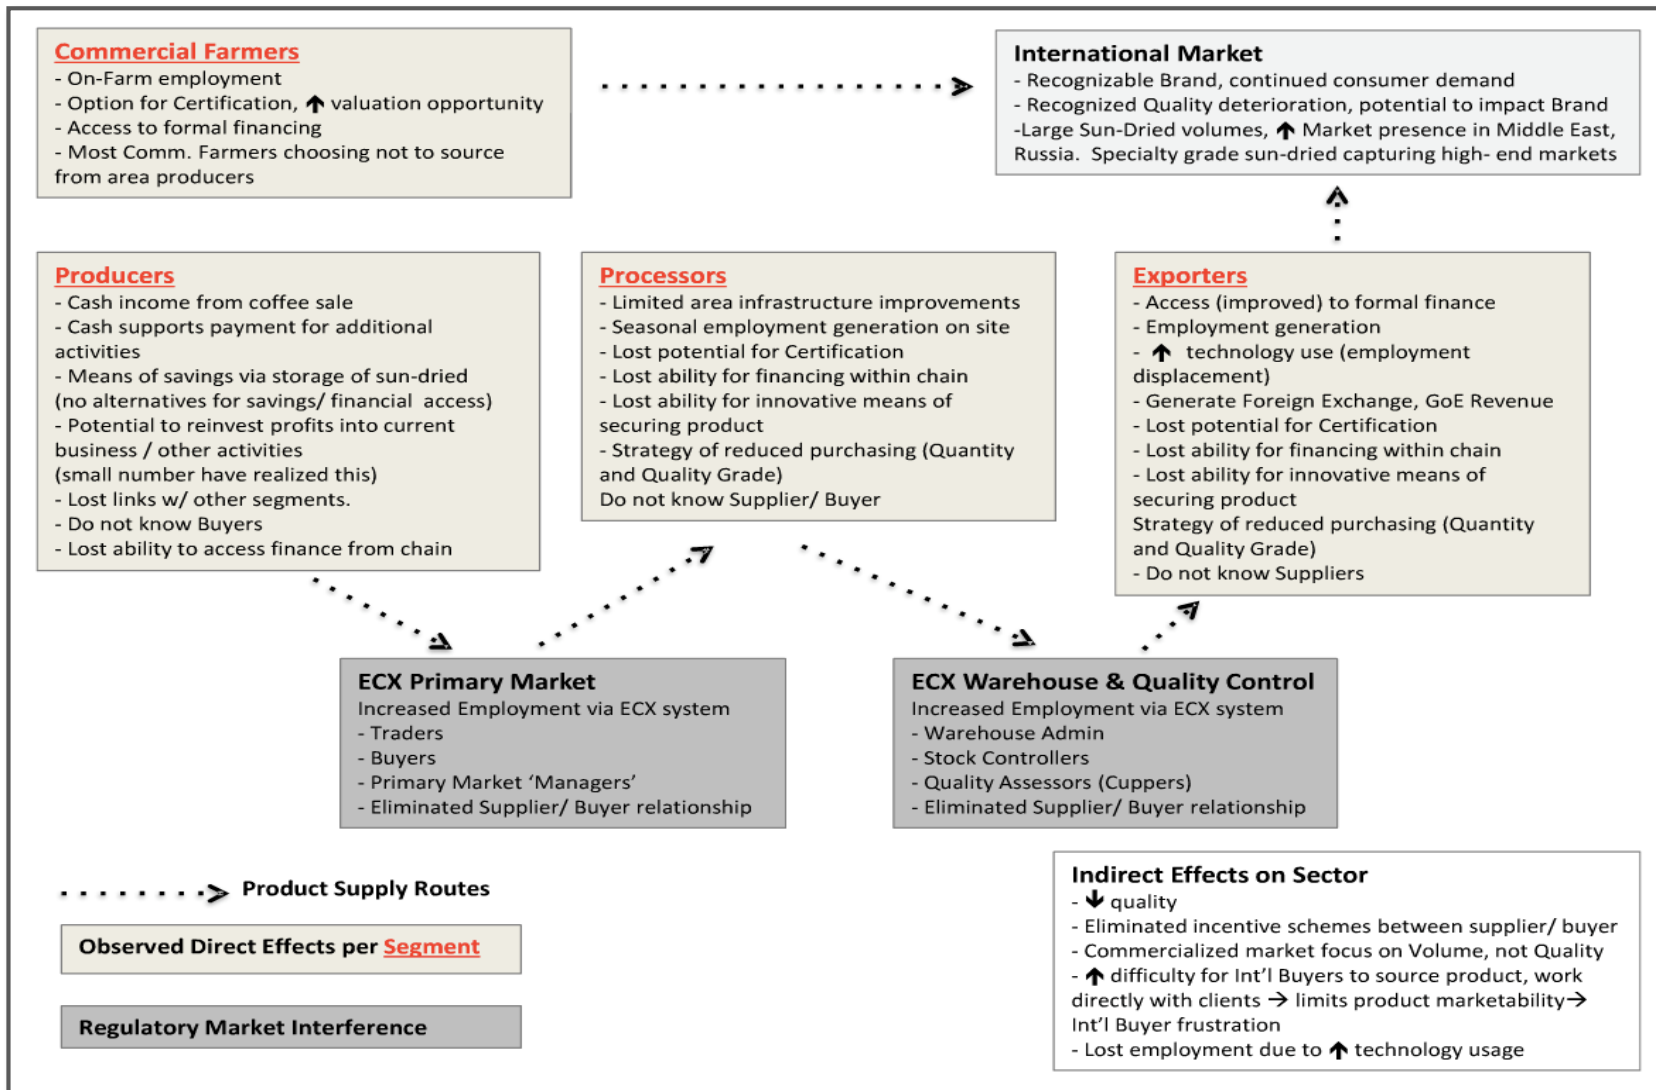 Commercial Farmers
- On-Farm employment
- Option for Certification, ↑ valuation opportunity
- Access to formal financing
- Most Comm. Farmers choosing not to source
from area producers
International Market
- Recognizable Brand, continued consumer demand
- Recognized Quality deterioration, potential to impact Brand
-Large Sun-Dried volumes, ↑ Market presence in Middle East,
Russia.  Specialty grade sun-dried capturing high- end markets
Producers
- Cash income from coffee sale
- Cash supports payment for additional
activities
- Means of savings via storage of sun-dried
(no alternatives for savings/ financial  access)
- Potential to reinvest profits into current
business / other activities
(small number have realized this)
- Lost links w/ other segments.
- Do not know Buyers
- Lost ability to access finance from chain
Processors
- Limited area infrastructure improvements
- Seasonal employment generation on site
- Lost potential for Certification
- Lost ability for financing within chain
- Lost ability for innovative means of
securing product
- Strategy of reduced purchasing (Quantity
and Quality Grade)
Do not know Supplier/ Buyer
Exporters
- Access (improved) to formal finance
- Employment generation
- ↑ technology use (employment
displacement)
- Generate Foreign Exchange, GoE Revenue
- Lost potential for Certification
- Lost ability for financing within chain
- Lost ability for innovative means of
securing product
Strategy of reduced purchasing (Quantity
and Quality Grade)
- Do not know Suppliers
ECX Primary Market
Increased Employment via ECX system
- Traders
- Buyers
- Primary Market ‘Managers’
- Eliminated Supplier/ Buyer relationship
ECX Warehouse & Quality Control
Increased Employment via ECX system
- Warehouse Admin
- Stock Controllers
- Quality Assessors (Cuppers)
- Eliminated Supplier/ Buyer relationship
Product Supply Routes
Observed Direct Effects per Segment
Regulatory Market Interference
Indirect Effects on Sector
- ↓ quality
- Eliminated incentive schemes between supplier/ buyer
- Commercialized market focus on Volume, not Quality
- ↑ difficulty for Int’l Buyers to source product, work
directly with clients → limits product marketability→
Int’l Buyer frustration
- Lost employment due to ↑ technology usage